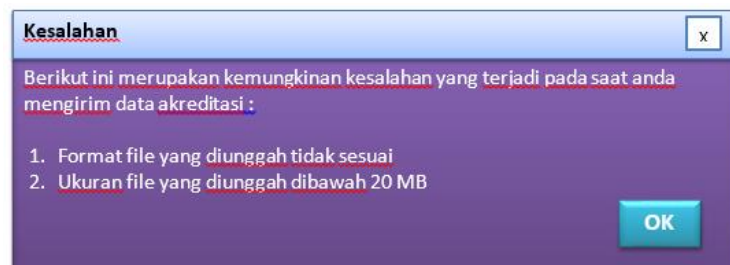 Kesalahan
x
Berikut ini merupakan kemungkinan kesalahan yang terjadi pada saat anda
mengirim data akreditasi :
1. Format file yang diunggah tidak sesuai
2. Ukuran file yang diunggah dibawah 20 MB
OK